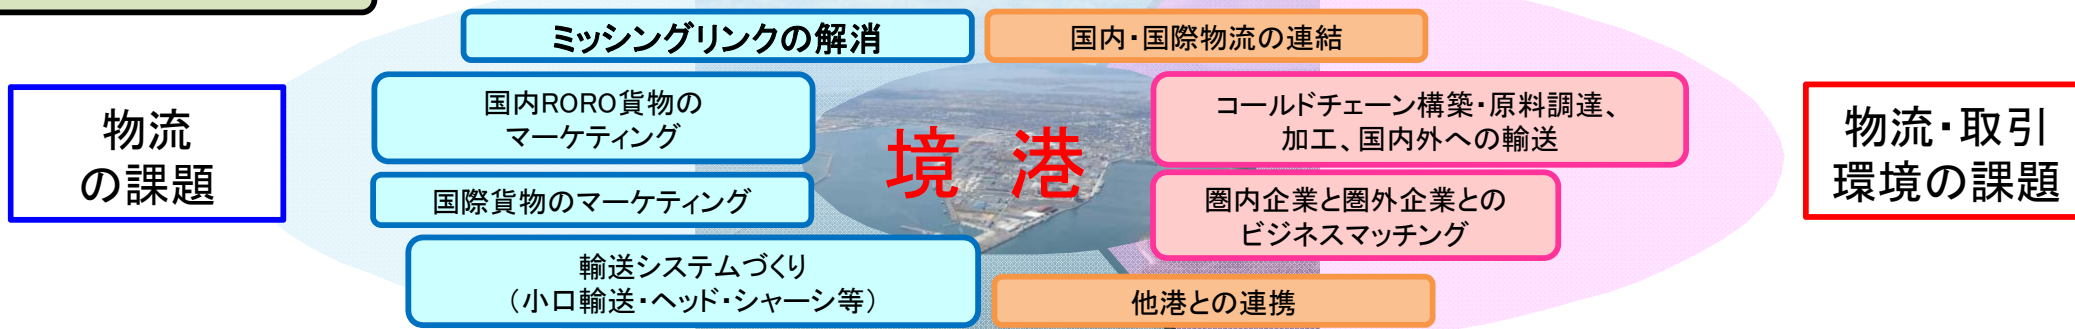 ミッシングリンクの解消
国内・国際物流の連結
物流
の課題
国内RORO貨物の
マーケティング
国際貨物のマーケティング
輸送システムづくり
（小口輸送・ヘッド・シャーシ等）
境 港
コールドチェーン構築・原料調達、
加工、国内外への輸送
圏内企業と圏外企業との
ビジネスマッチング
他港との連携
物流・取引
環境の課題